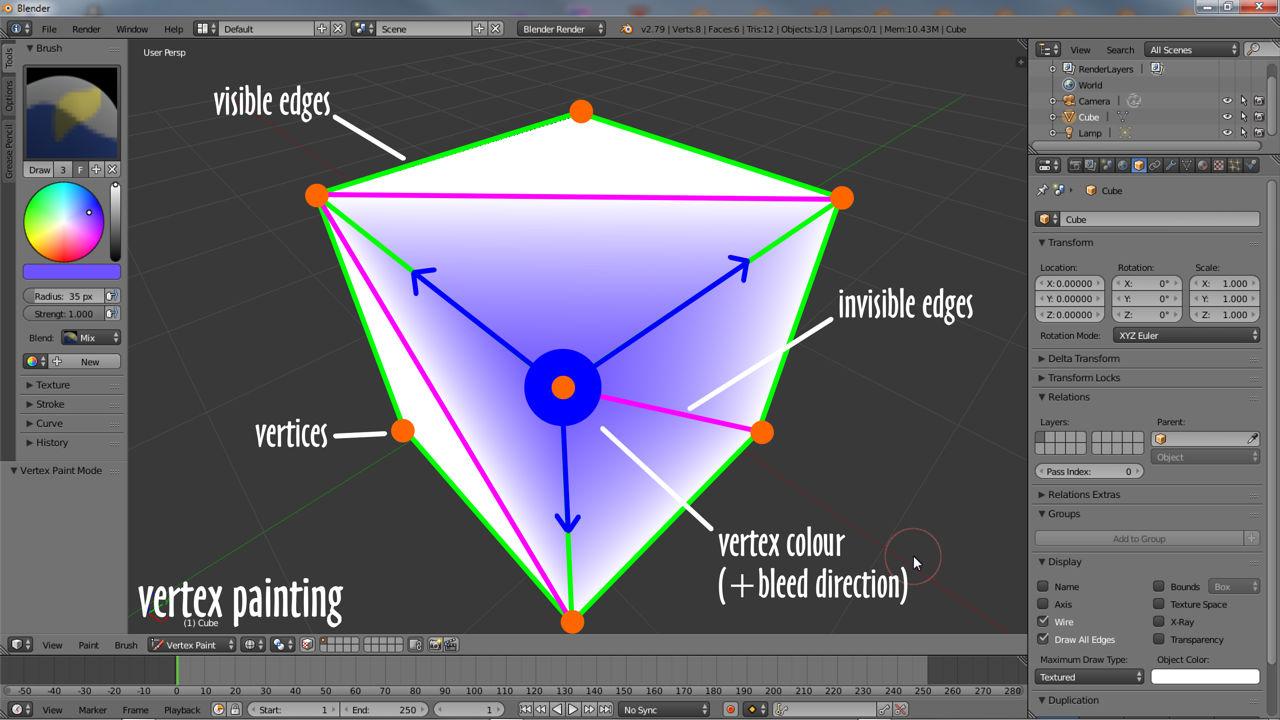 Blender
File Render Window Help Default Scene Blender Render v2.79 | Verts:8 | Faces:6 | Tris:12 | Objects:1/3 | Lamps:0/1 | Mem:10.43M | Cube
Tools
Options
Grease Pencil
Brush
Draw 3 F
Radius: 35 px
Strengt: 1.000
Blend: Mix
New
Texture
Stroke
Curve
History
Vertex Paint Mode
User Persp
visible edges
invisible edges
vertices
vertex colour
(+bleed direction)
vertex painting
(1) Cube
View Search All Scenes
RenderLayers
World
Camera
Cube
Lamp
Cube
Cube
Transform
Location: Rotation: Scale:
X: 0.00000 X: 0° X: 1.000
Y: 0.00000 Y: 0° Y: 1.000
Z: 0.00000 Z: 0° Z: 1.000
Rotation Mode: XYZ Euler
Delta Transform
Transform Locks
Relations
Layers: Parent:
Object
Pass Index: 0
Relations Extras
Groups
Add to Group
Display
Name Bounds Box
Axis Texture Space
Wire X-Ray
Draw All Edges Transparency
Maximum Draw Type: Object Color:
Textured
Duplication
View Paint Brush Vertex Paint
-50 -40 -30 -20 -10 0 10 20 30 40 50 60 70 80 90 100 110 120 130 140 150 160 170 180 190 200 210 220 230 240 250 260 270 280
View Marker Frame Playback Start: 1 End: 250 1 No Sync